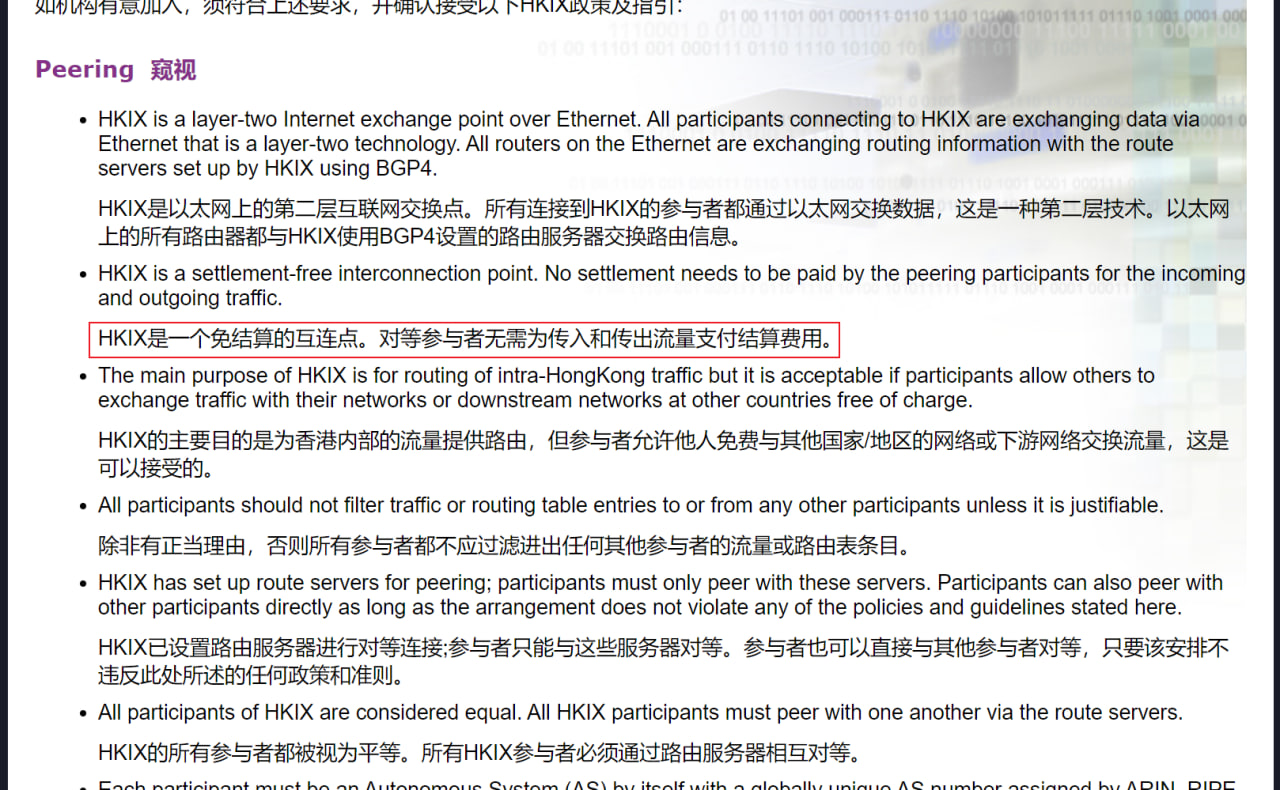 如机构有意加入，须符合上述要求，并确认接受以下HKIX政策及指引：
Peering 窥视
• HKIX is a layer-two Internet exchange point over Ethernet. All participants connecting to HKIX are exchanging data via
Ethernet that is a layer-two technology. All routers on the Ethernet are exchanging routing information with the route
servers set up by HKIX using BGP4.
HKIX是以太网上的第二层互联网交换点。所有连接到HKIX的参与者都通过以太网交换数据，这是一种第二层技术。以太网
上的所有路由器都与HKIX使用BGP4设置的路由服务器交换路由信息。
• HKIX is a settlement-free interconnection point. No settlement needs to be paid by the peering participants for the incoming
and outgoing traffic.
HKIX是一个免结算的互连点。对等参与者无需为传入和传出流量支付结算费用。
• The main purpose of HKIX is for routing of intra-HongKong traffic but it is acceptable if participants allow others to
exchange traffic with their networks or downstream networks at other countries free of charge.
HKIX的主要目的是为香港内部的流量提供路由，但参与者允许他人免费与其他国家/地区的网络或下游网络交换流量，这是
可以接受的。
• All participants should not filter traffic or routing table entries to or from any other participants unless it is justifiable.
除非有正当理由，否则所有参与者都不应过滤进出任何其他参与者的流量或路由表条目。
• HKIX has set up route servers for peering; participants must only peer with these servers. Participants can also peer with
other participants directly as long as the arrangement does not violate any of the policies and guidelines stated here.
HKIX已设置路由服务器进行对等连接;参与者只能与这些服务器对等。参与者也可以直接与其他参与者对等，只要该安排不
违反此处所述的任何政策和准则。
• All participants of HKIX are considered equal. All HKIX participants must peer with one another via the route servers.
HKIX的所有参与者都被视为平等。所有HKIX参与者必须通过路由服务器相互对等。
• Each participant must be an Autonomous System (AS) by itself with a globally unique AS number assigned by ARIN, RIPE